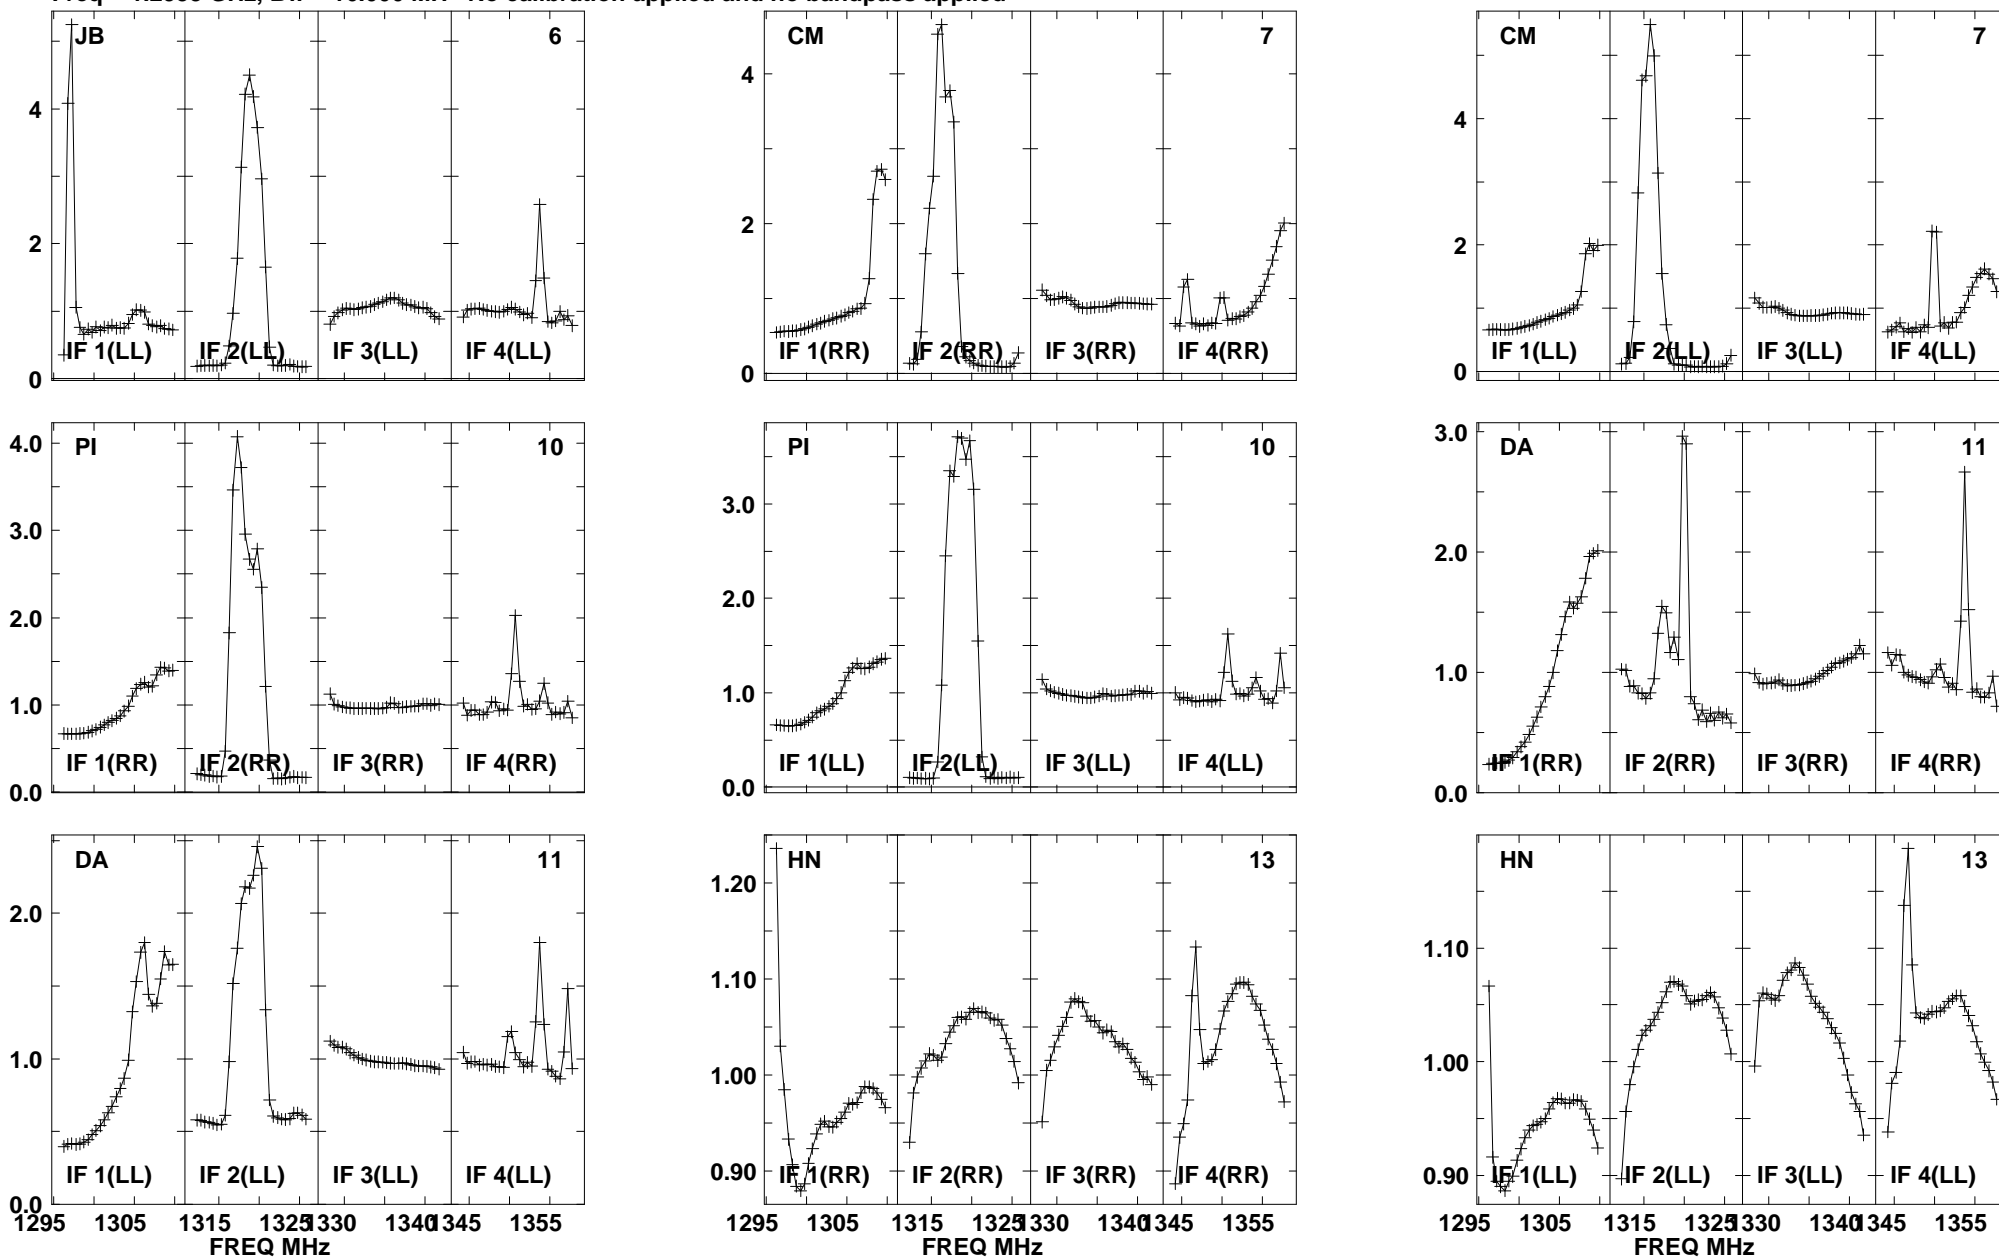 JB 6 CM 7 CM 7
4 4 4
2 2 2
IF 1(LL) IF 2(LL) IF 3(LL) IF 4(LL) IF 1(RR) IF 2(RR) IF 3(RR) IF 4(RR) IF 1(LL) IF 2(LL) IF 3(LL) IF 4(LL)
0 0 0
PI 10 PI 10 DA 11
4.0 3.0
3.0 3.0
2.0 2.0 2.0
1.0 1.0 1.0
IF 1(RR) IF 2(RR) IF 3(RR) IF 4(RR) IF 1(LL) IF 2(LL) IF 3(LL) IF 4(LL) IF 1(RR) IF 2(RR) IF 3(RR) IF 4(RR)
0.0 0.0 0.0
DA 11 HN 13 HN 13
2.0 1.20
1.10 1.10
1.0 1.00 1.00
0.90 0.90
IF 1(LL) IF 2(LL) IF 3(LL) IF 4(LL) IF 1(RR) IF 2(RR) IF 3(RR) IF 4(RR) IF 1(LL) IF 2(LL) IF 3(LL) IF 4(LL)
0.0
1295 1305 1315 1325 1330 1340 1345 1355 1295 1305 1315 1325 1330 1340 1345 1355 1295 1305 1315 1325 1330 1340 1345 1355
FREQ MHz FREQ MHz FREQ MHz